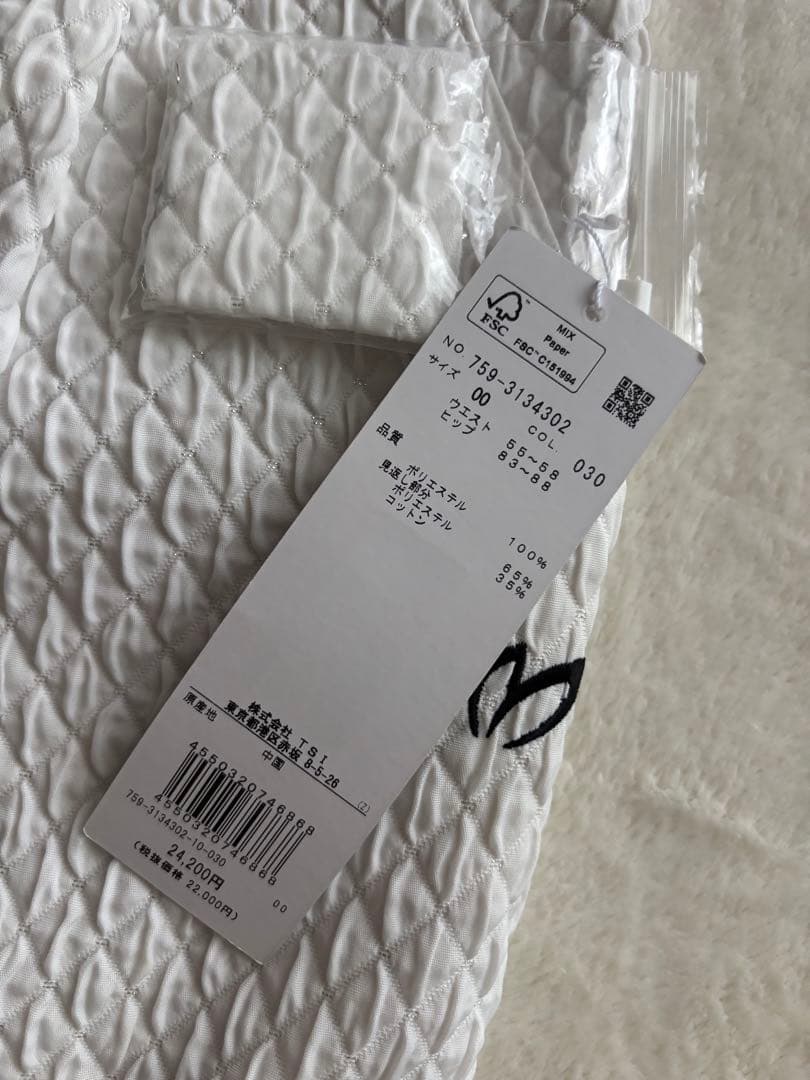 FSC™
MIX
Paper
FSC™C151994
NO. 759-3134302
サイズ 00 COL. 030
ウエスト 55~58
ヒップ 83~88
品質
ポリエステル 100%
見返し部分
ポリエステル 65%
コットン 35%
株式会社 TSI
東京都港区赤坂 8-5-26
原産地 中国 (Z)
4550320746868
4550320746868
759-3134302-10-030
24,200円 00
(税抜価格 22,000円)